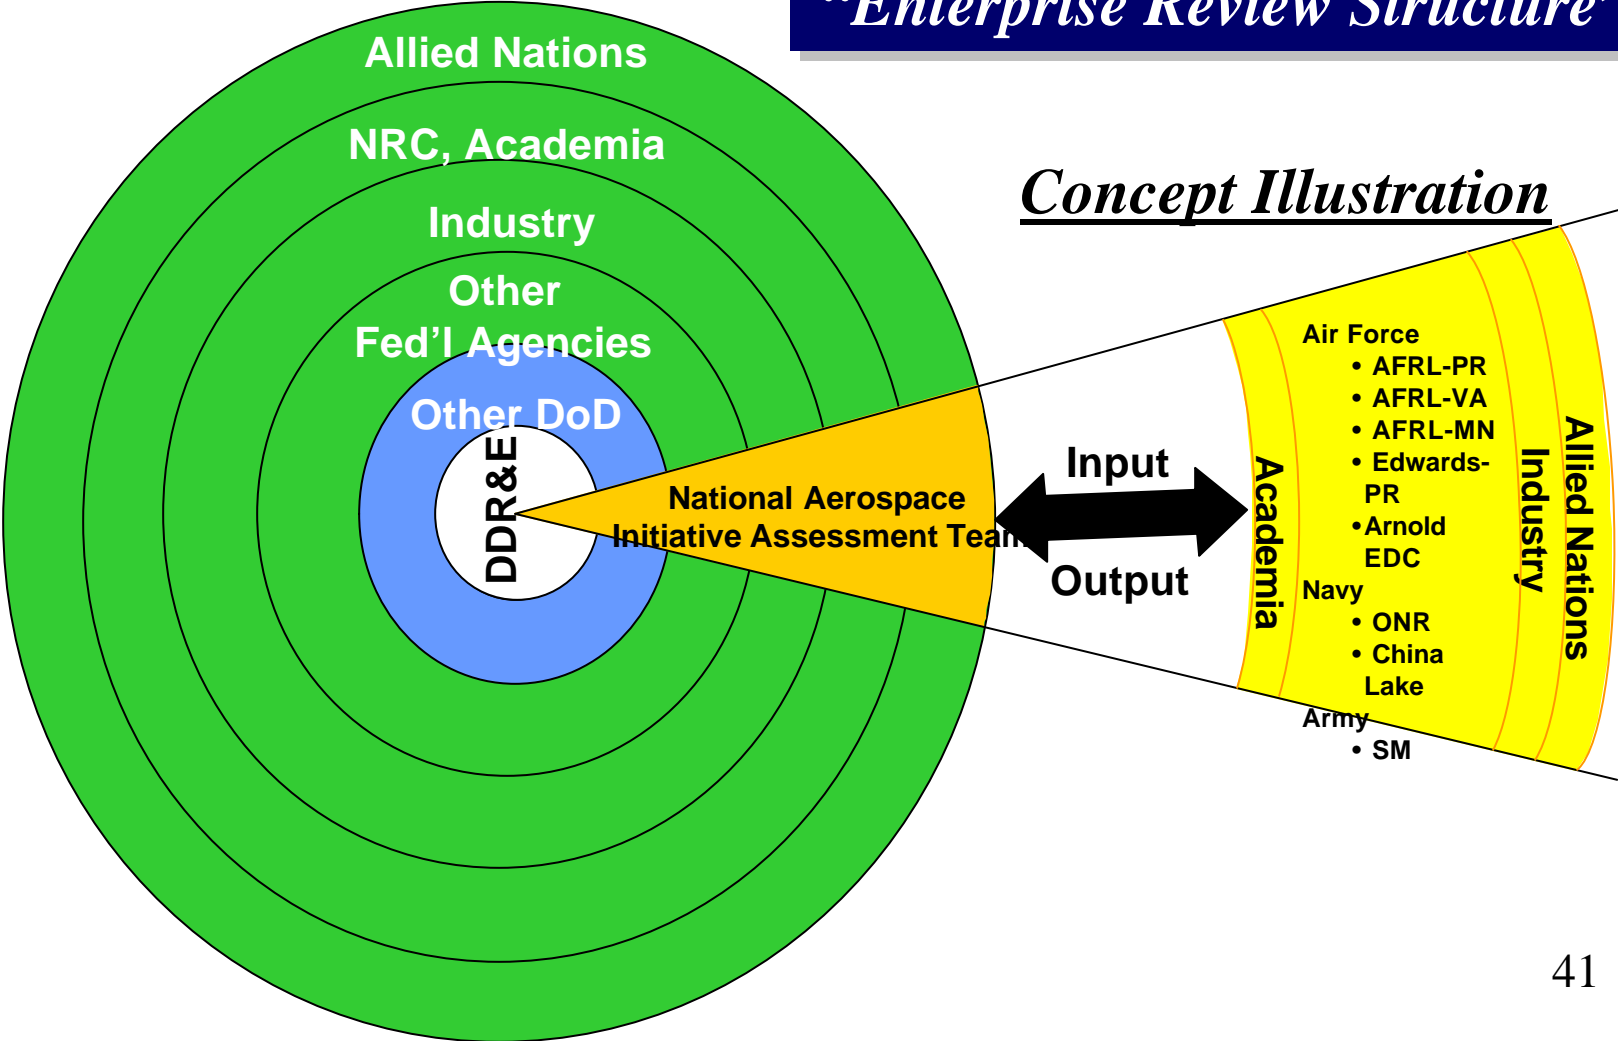 “Enterprise Review Structure”
Concept Illustration
Allied Nations
NRC, Academia
Industry
Other
Fed’l Agencies
Other DoD
DDR&E
National Aerospace
Initiative Assessment Team
Input
Output
Academia
Air Force
• AFRL-PR
• AFRL-VA
• AFRL-MN
• Edwards-
PR
•Arnold
EDC
Navy
• ONR
• China
Lake
Army
• SM
Industry
Allied Nations
41